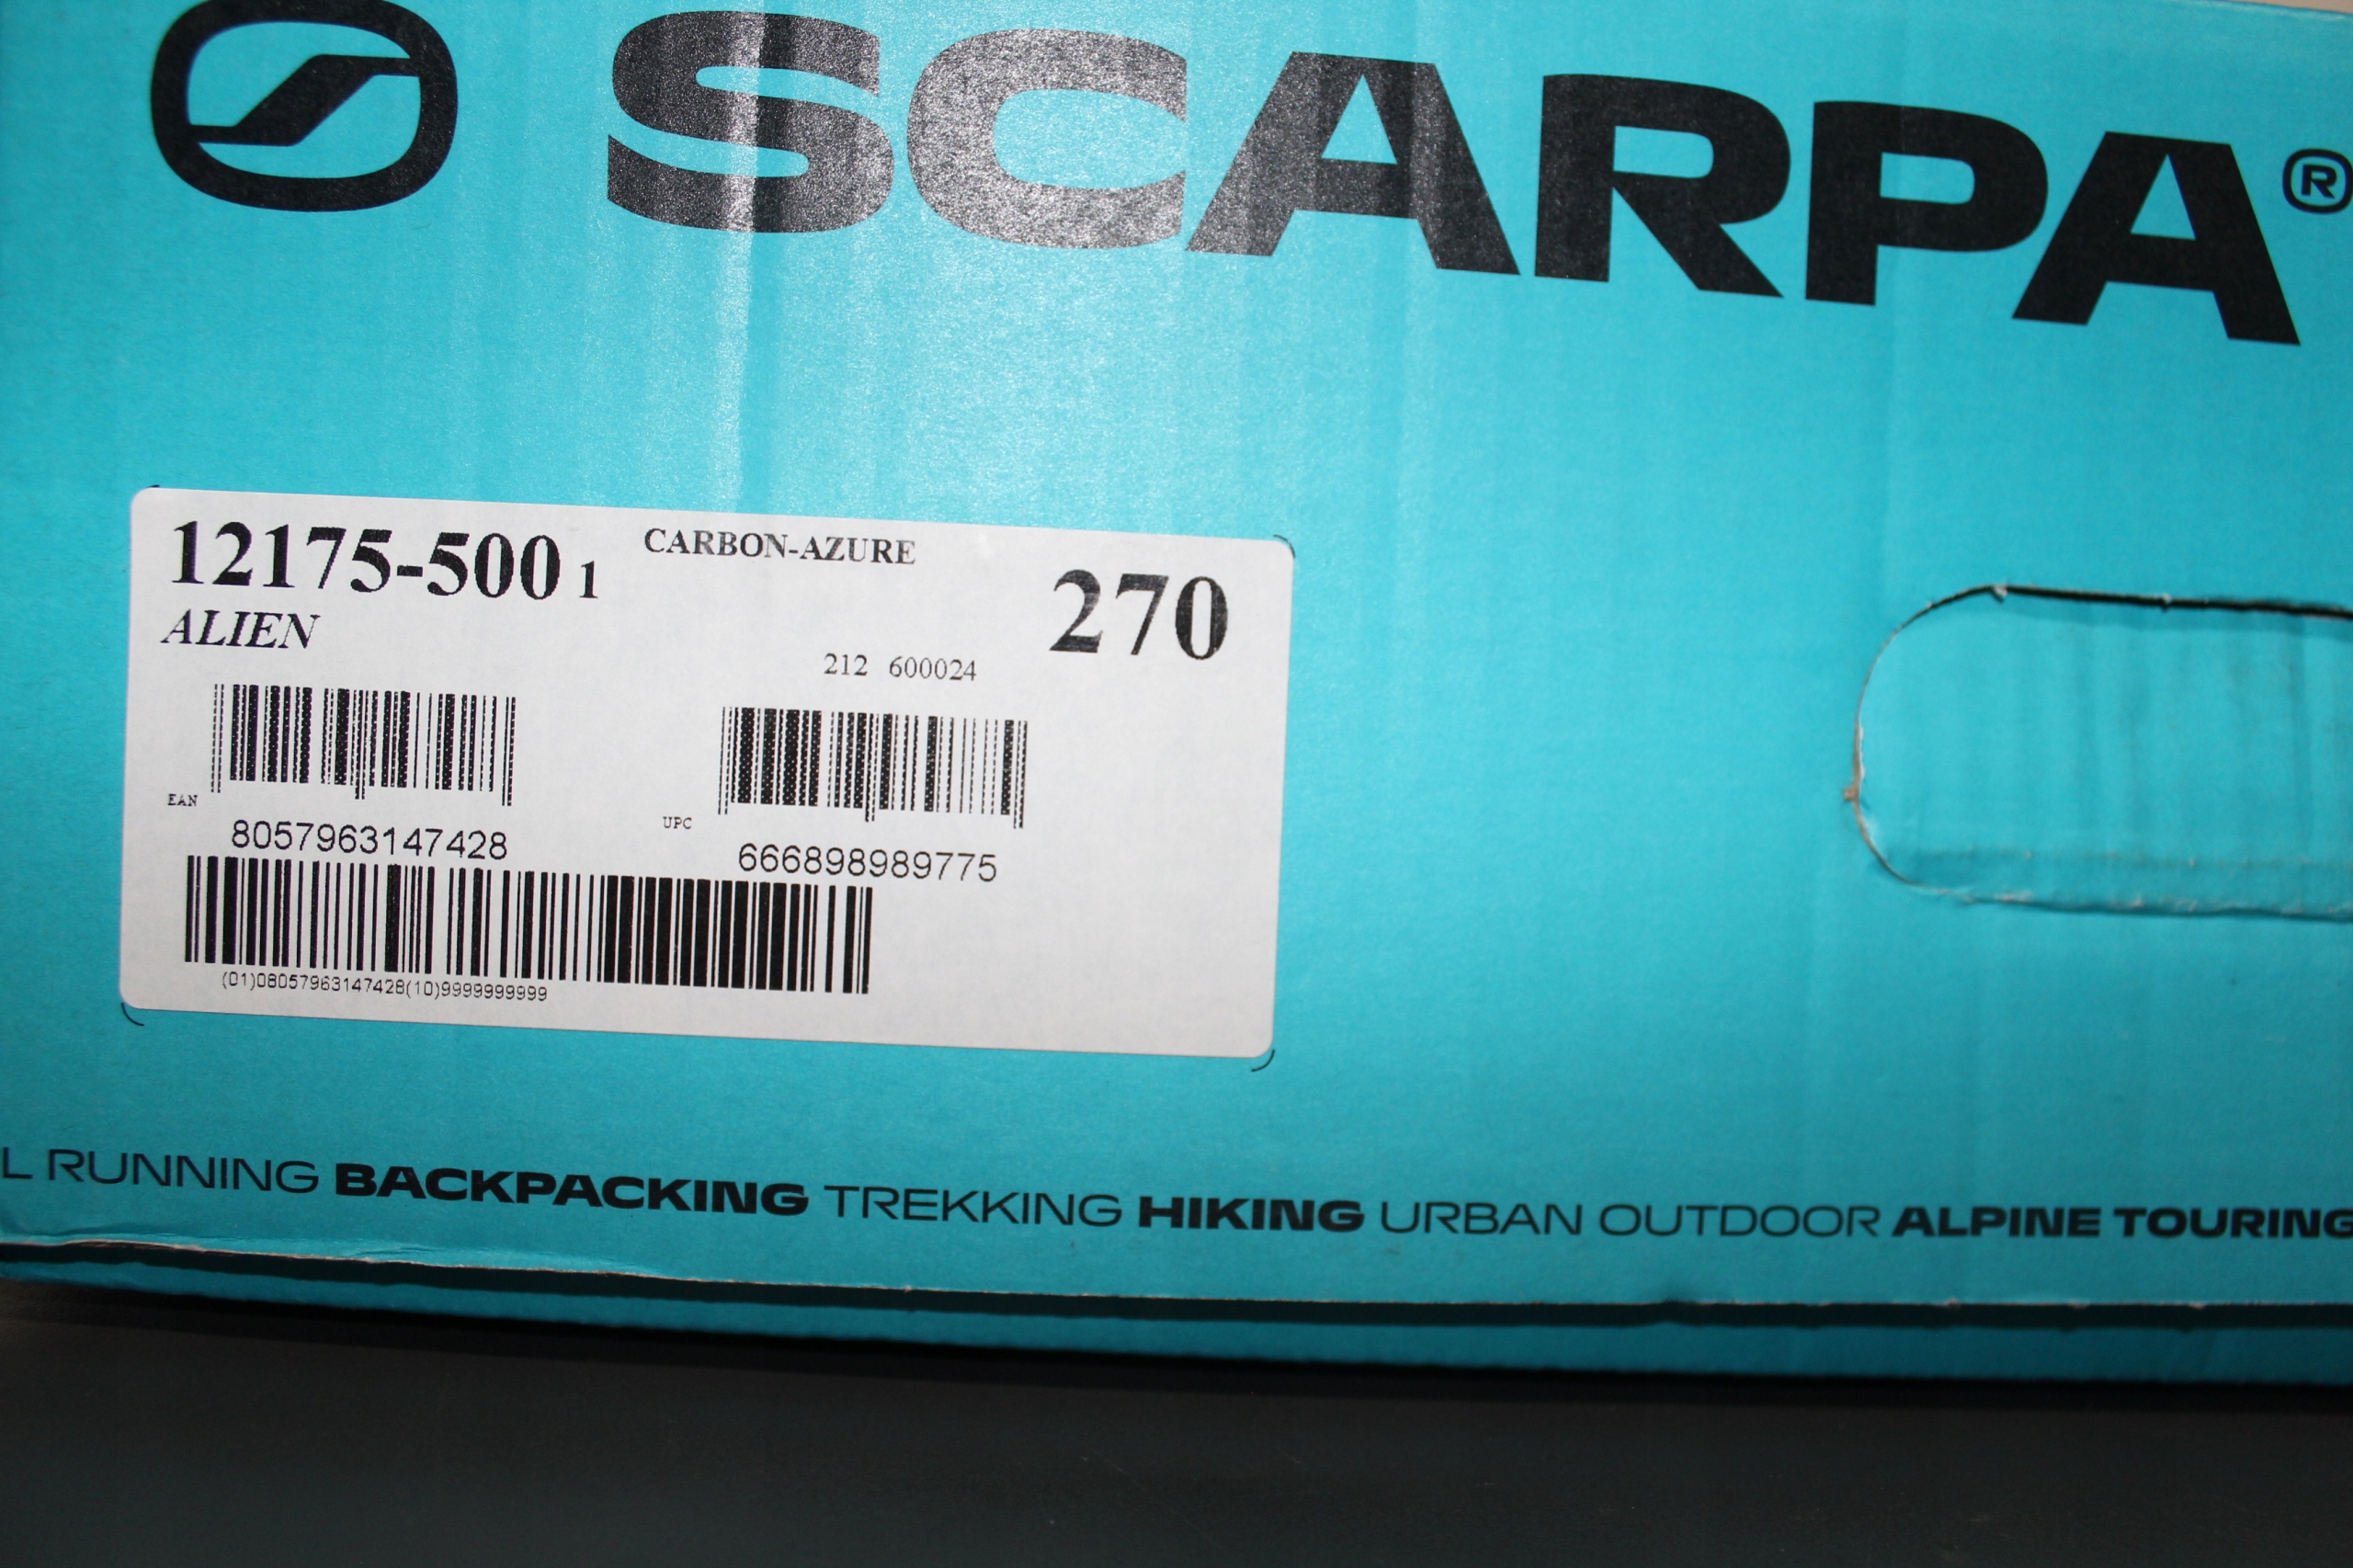 SCARPA®
12175-500 1 CARBON-AZURE
270
ALIEN
212 600024
EAN
8057963147428
UPC
666898989775
(01)08057963147428(10)9999999999
L RUNNING BACKPACKING TREKKING HIKING URBAN OUTDOOR ALPINE TOURING